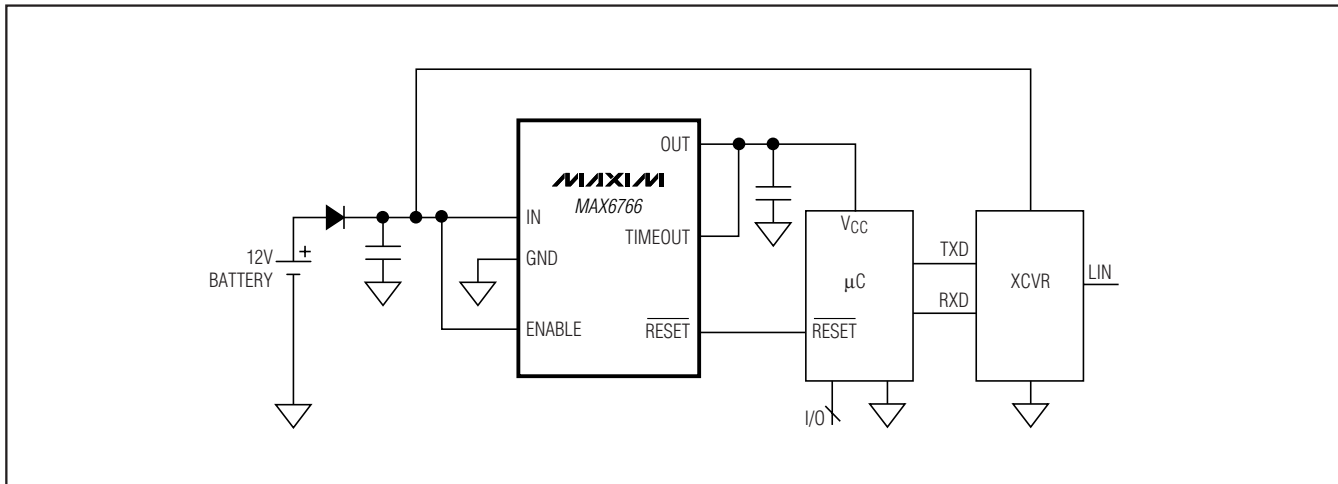 MAXIM
MAX6766
OUT
IN
TIMEOUT
GND
ENABLE
RESET
12V
BATTERY
+
VCC
μC
RESET
I/O
TXD
RXD
XCVR
LIN